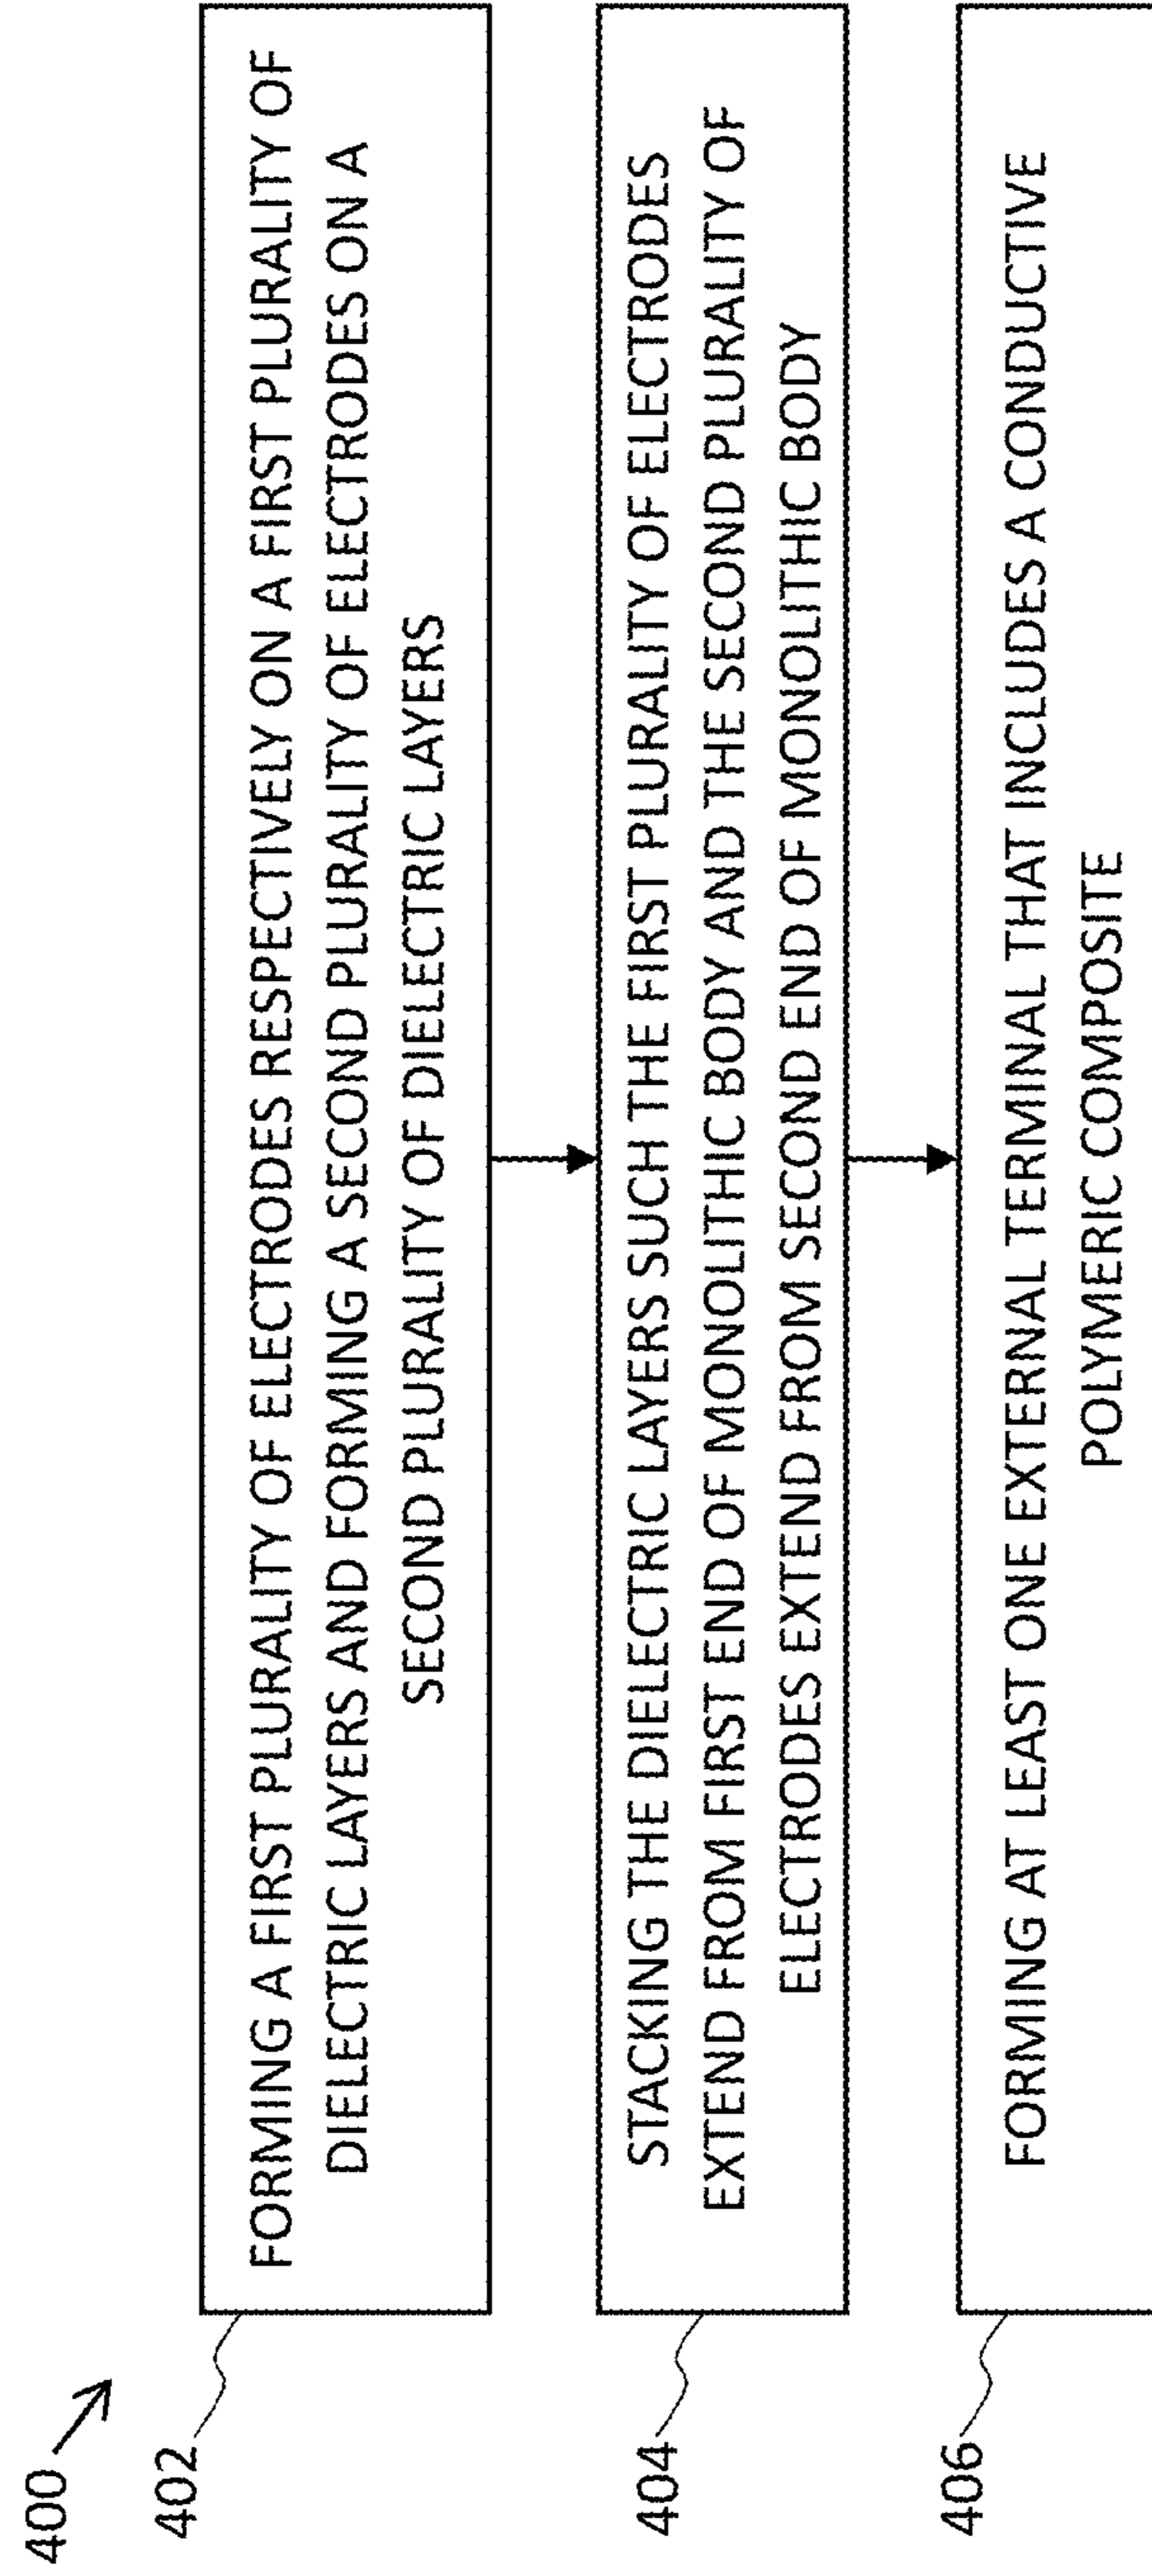 400
402
FORMING A FIRST PLURALITY OF ELECTRODES RESPECTIVELY ON A FIRST PLURALITY OF
DIELECTRIC LAYERS AND FORMING A SECOND PLURALITY OF ELECTRODES ON A
SECOND PLURALITY OF DIELECTRIC LAYERS
404
STACKING THE DIELECTRIC LAYERS SUCH THE FIRST PLURALITY OF ELECTRODES
EXTEND FROM FIRST END OF MONOLITHIC BODY AND THE SECOND PLURALITY OF
ELECTRODES EXTEND FROM SECOND END OF MONOLITHIC BODY
406
FORMING AT LEAST ONE EXTERNAL TERMINAL THAT INCLUDES A CONDUCTIVE
POLYMERIC COMPOSITE